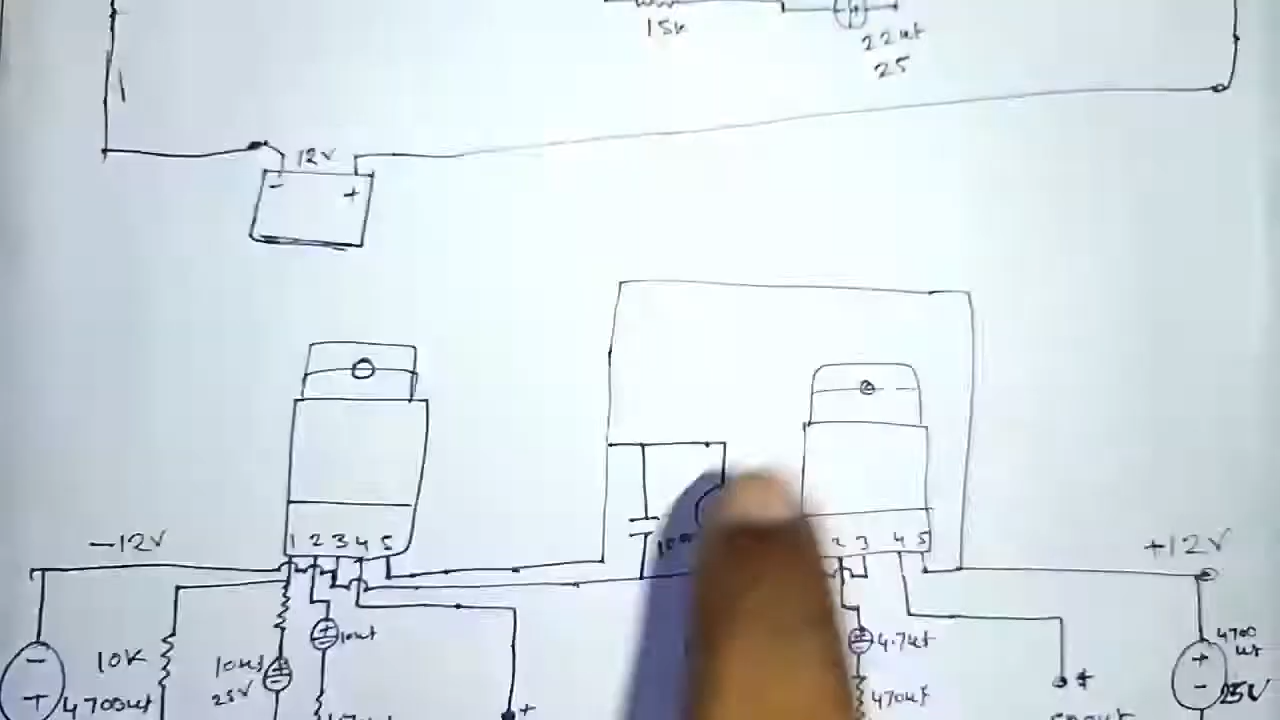 15k
22uf
25
12V
-
+
-12V
1 2 3 4 5
2 3 4 5
+12V
10K
4700uf
10uf
25V
10uf
+
4.7uf
470uf
4700
uf
25V